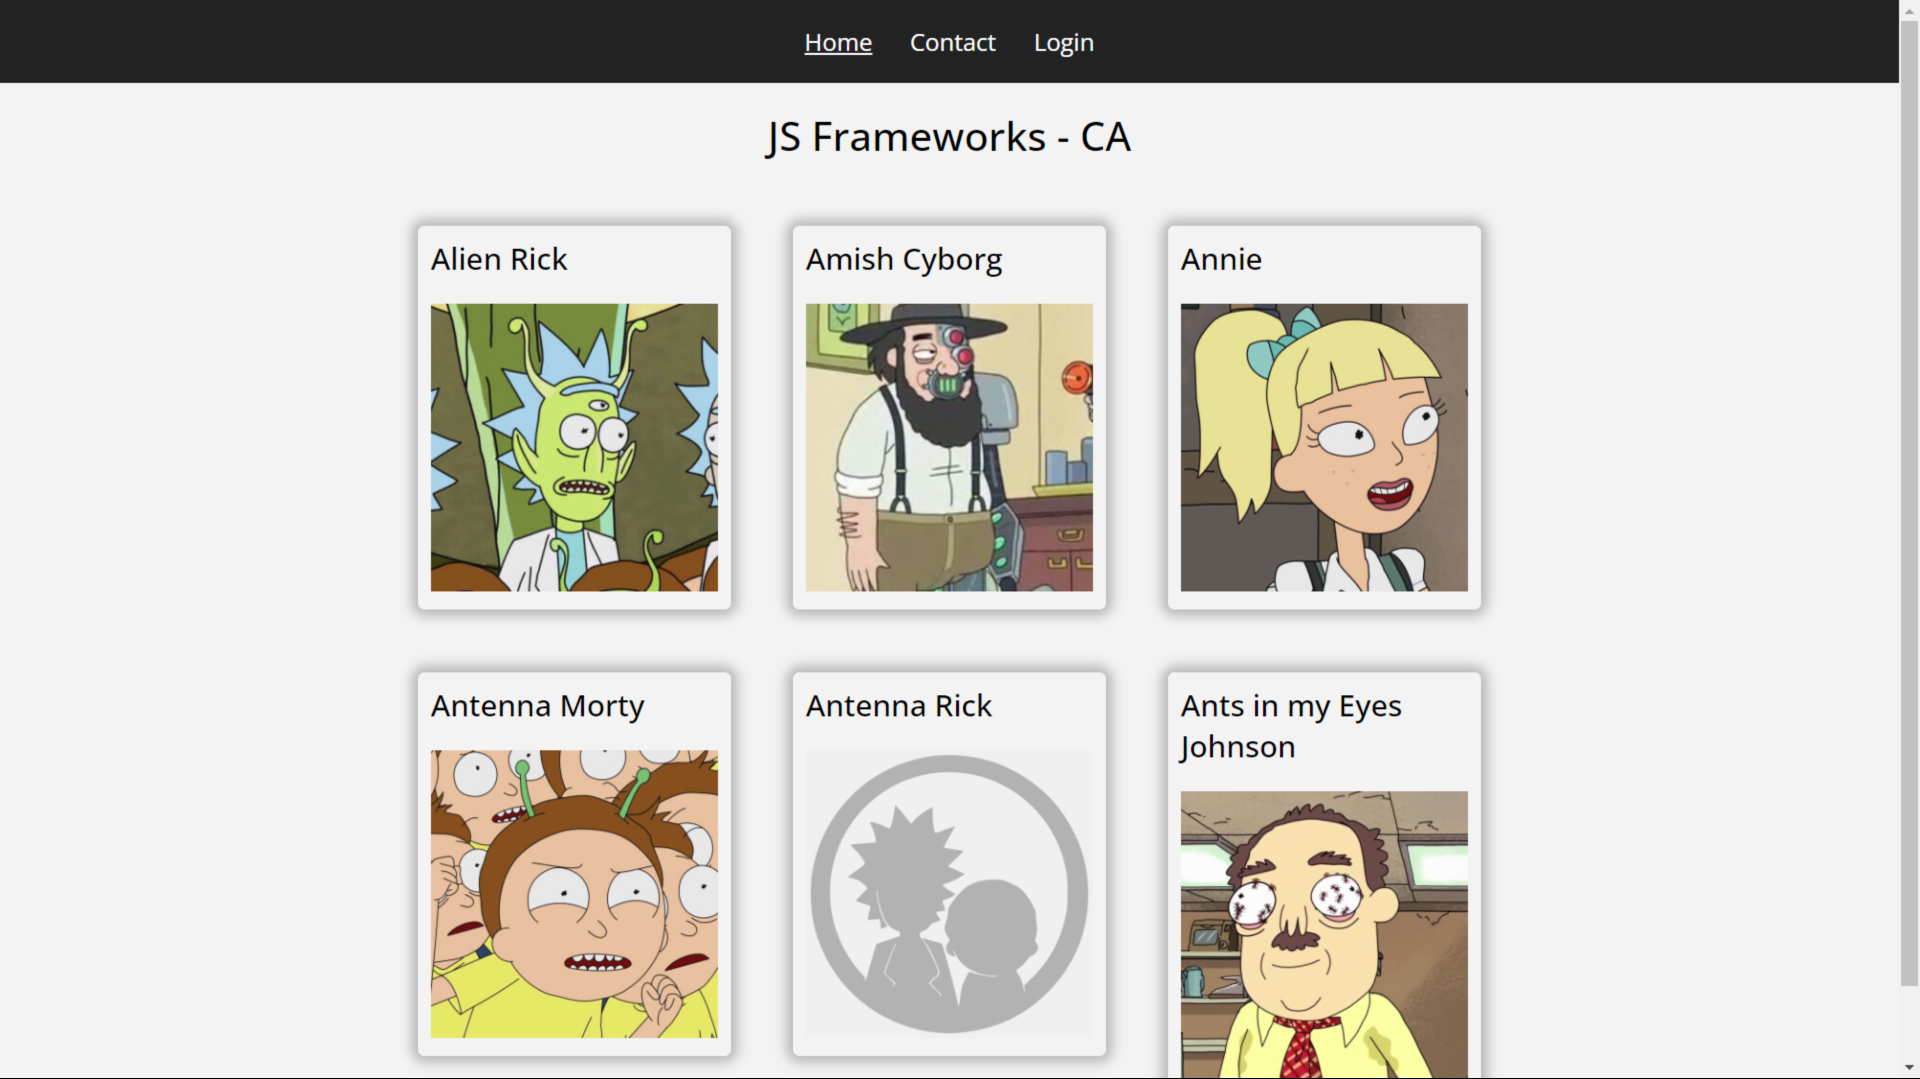 Home Contact Login
JS Frameworks - CA
Alien Rick
Amish Cyborg
Annie
Antenna Morty
Antenna Rick
Ants in my Eyes
Johnson